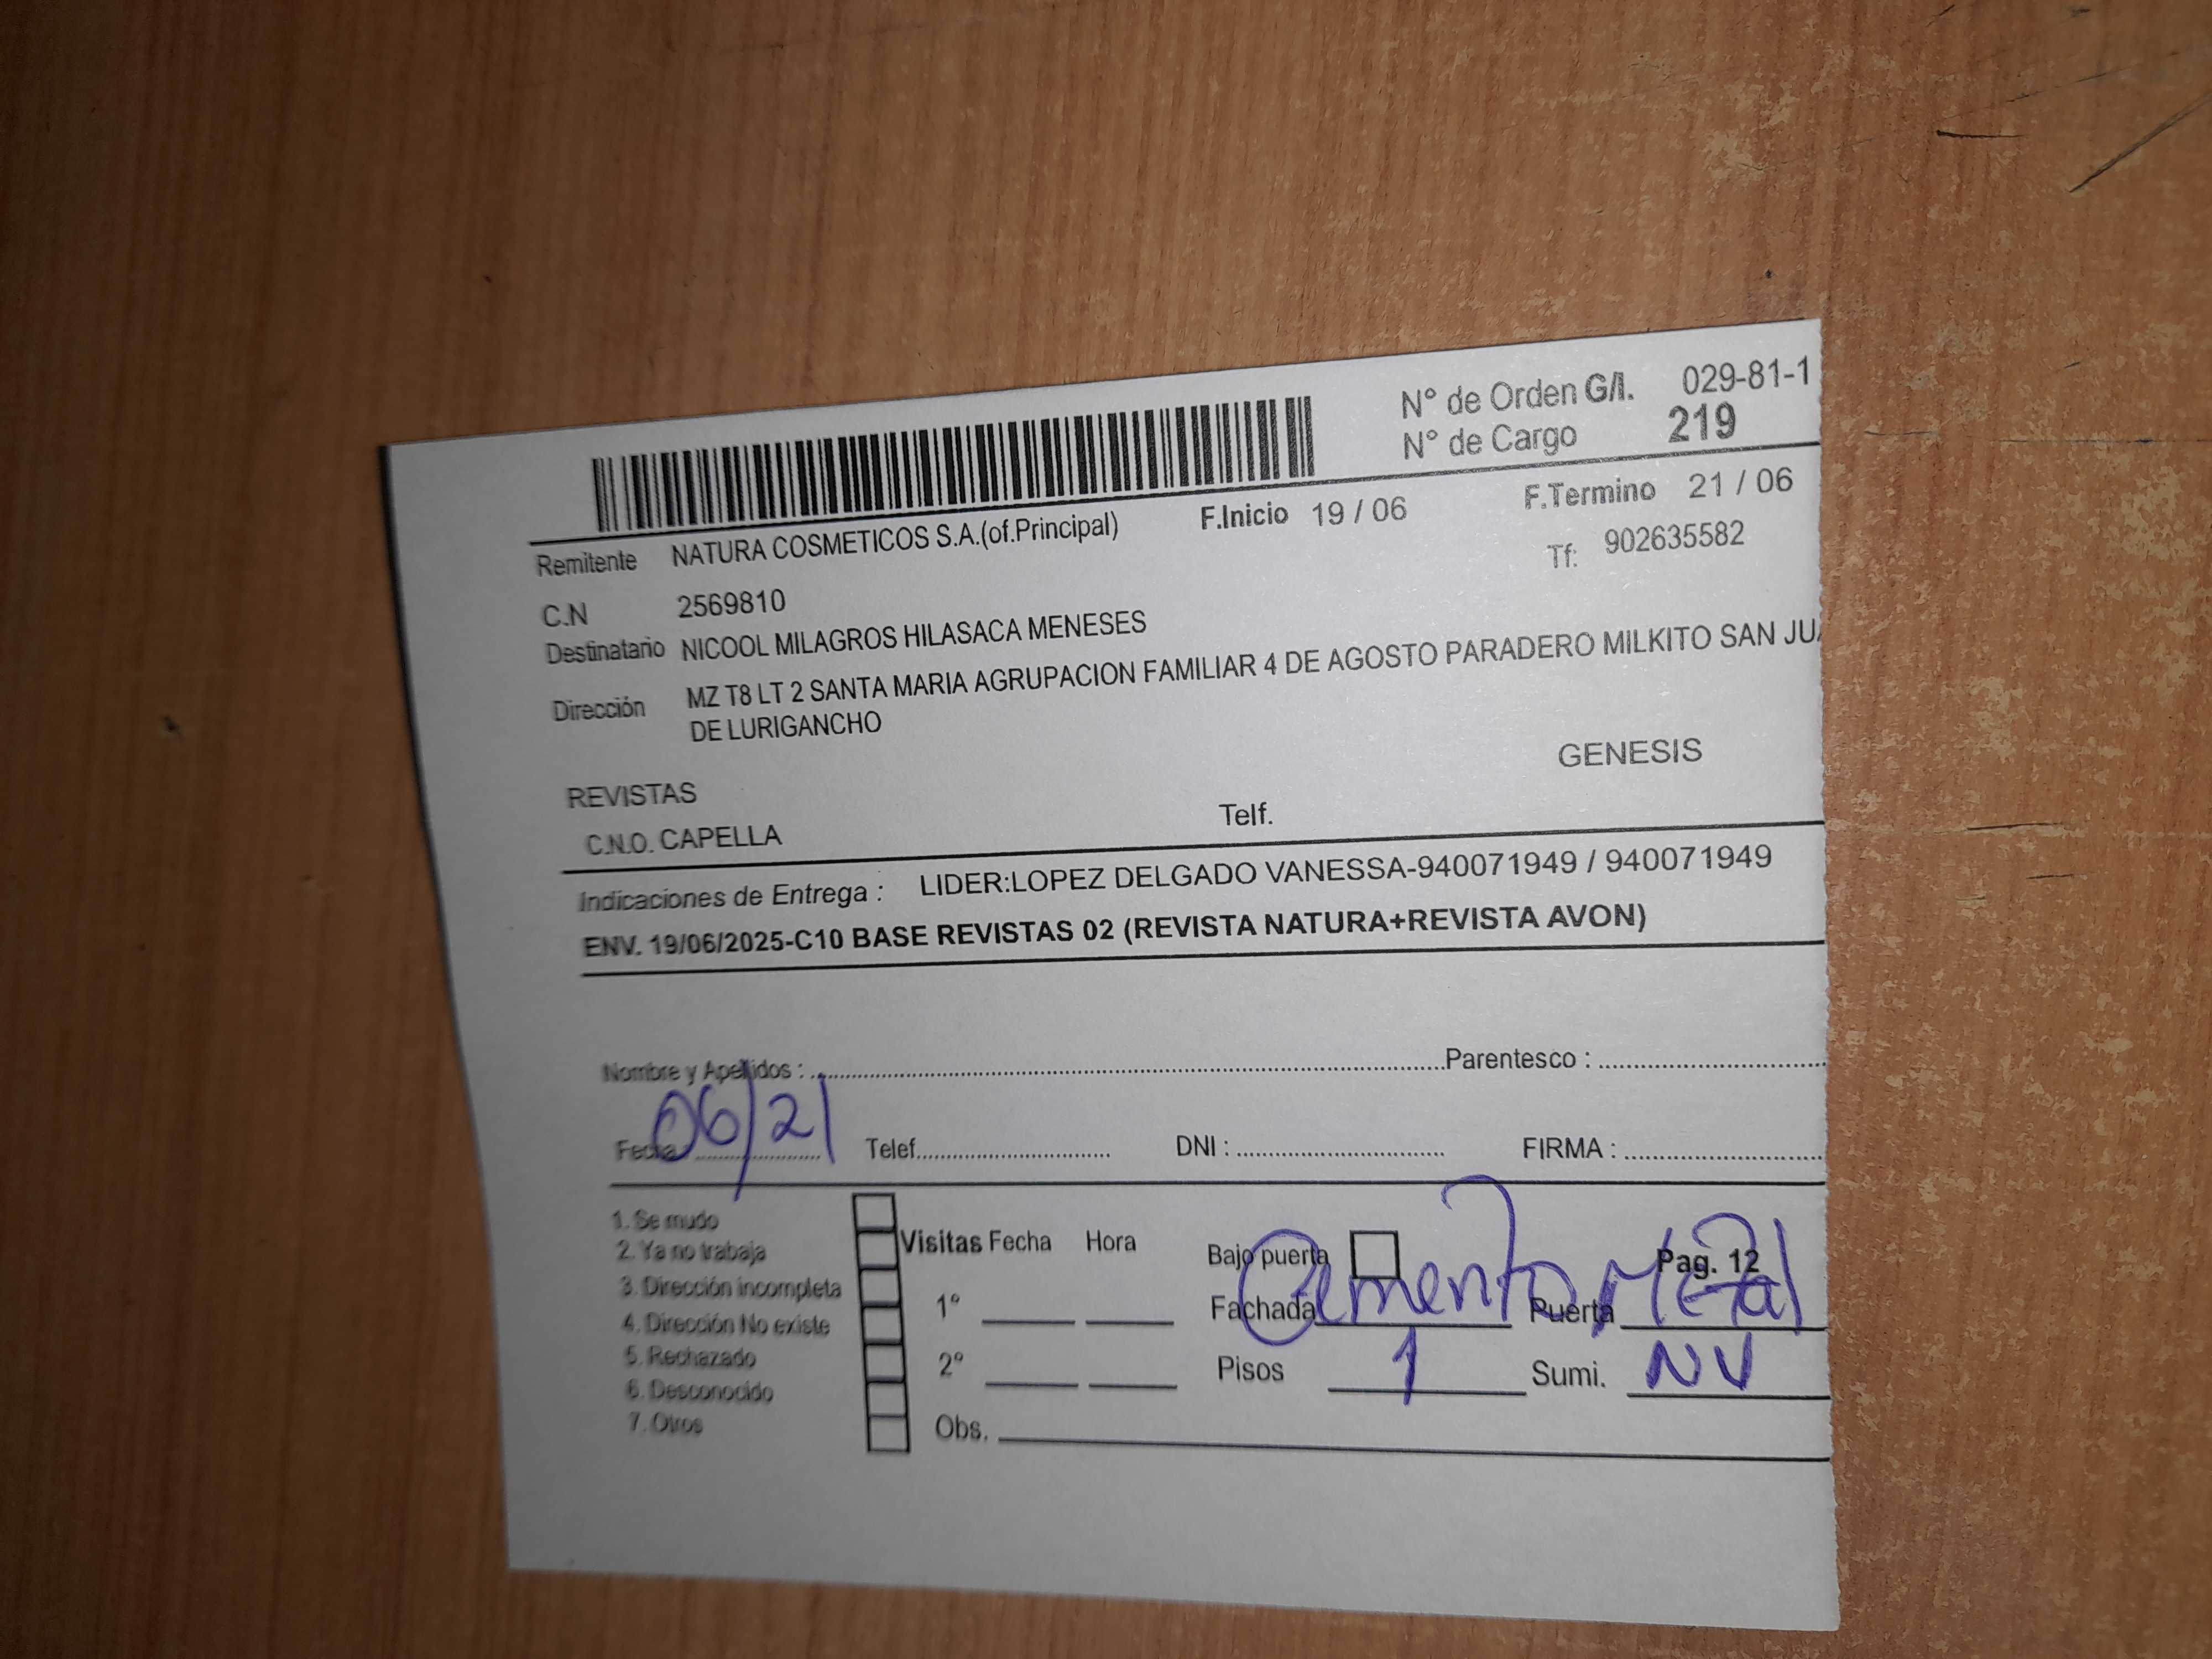 N° de Orden G/I. 029-81-1
N° de Cargo 219
F.Inicio 19 / 06 F.Termino 21 / 06
Remitente NATURA COSMETICOS S.A.(of.Principal)
Tf: 902635582
C.N 2569810
Destinatario NICOOL MILAGROS HILASACA MENESES
Dirección MZ T8 LT 2 SANTA MARIA AGRUPACION FAMILIAR 4 DE AGOSTO PARADERO MILKITO SAN JUA
DE LURIGANCHO
GENESIS
REVISTAS
C.N.O. CAPELLA Telf.
Indicaciones de Entrega : LIDER:LOPEZ DELGADO VANESSA-940071949 / 940071949
ENV. 19/06/2025-C10 BASE REVISTAS 02 (REVISTA NATURA+REVISTA AVON)
Nombre y Apellidos : Parentesco :
Fecha 06/21 Telef. DNI : FIRMA :
1. Se mudo
2. Ya no trabaja
3. Dirección incompleta
4. Dirección No existe
5. Rechazado
6. Desconocido
7. Otros
Visitas Fecha Hora
1°
2°
Obs.
Bajo puerta Pag. 12
Fachada Cemento Puerta Metal
Pisos 1 Sumi. NV